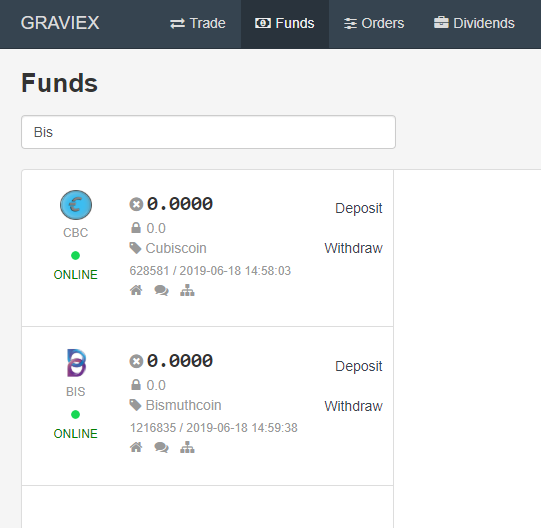 GRAVIEX Trade Funds Orders Dividends
Funds
Bis
0.0000 Deposit
CBC 0.0
Cubiscoin Withdraw
ONLINE 628581 / 2019-06-18 14:58:03
0.0000 Deposit
BIS 0.0
Bismuthcoin Withdraw
ONLINE 1216835 / 2019-06-18 14:59:38